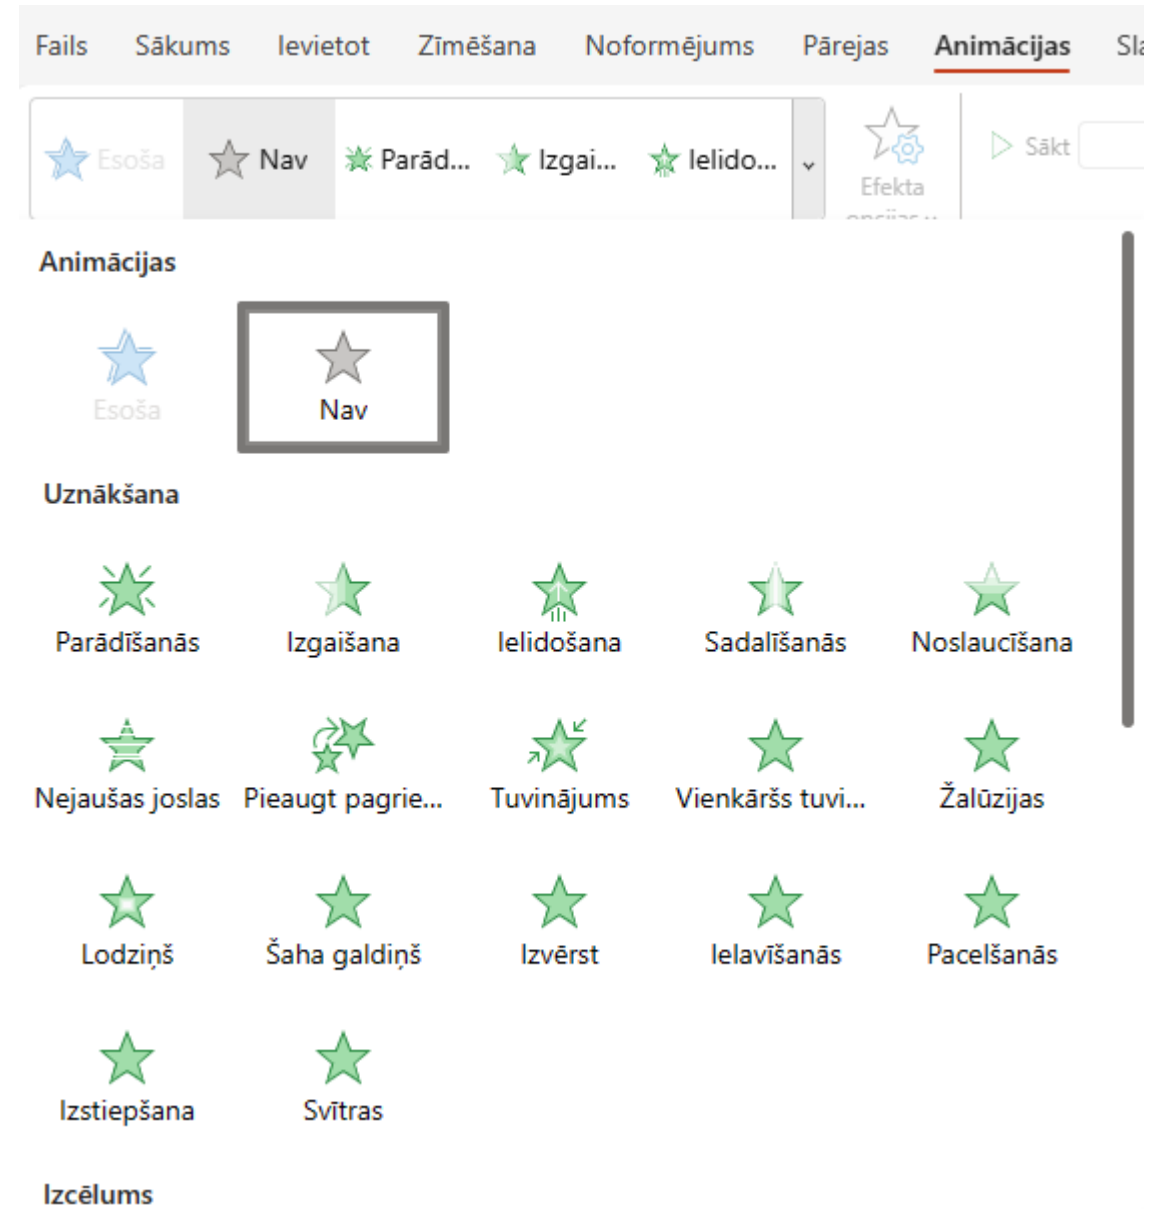 Fails Sākums Ievietot Zīmēšana Noformējums Pārejas Animācijas Sla
Esoša Nav Parād... Izgai... Ielido... Efekta opcijas Sākt
Animācijas
Esoša Nav
Uznākšana
Parādīšanās Izgaišana Ielidošana Sadalīšanās Noslaucīšana
Nejaušas joslas Pieaugt pagrie... Tuvinājums Vienkāršs tuvi... Žalūzijas
Lodziņš Šaha galdiņš Izvērst Ielavīšanās Pacelšanās
Izstiepšana Svītras
Izcēlums